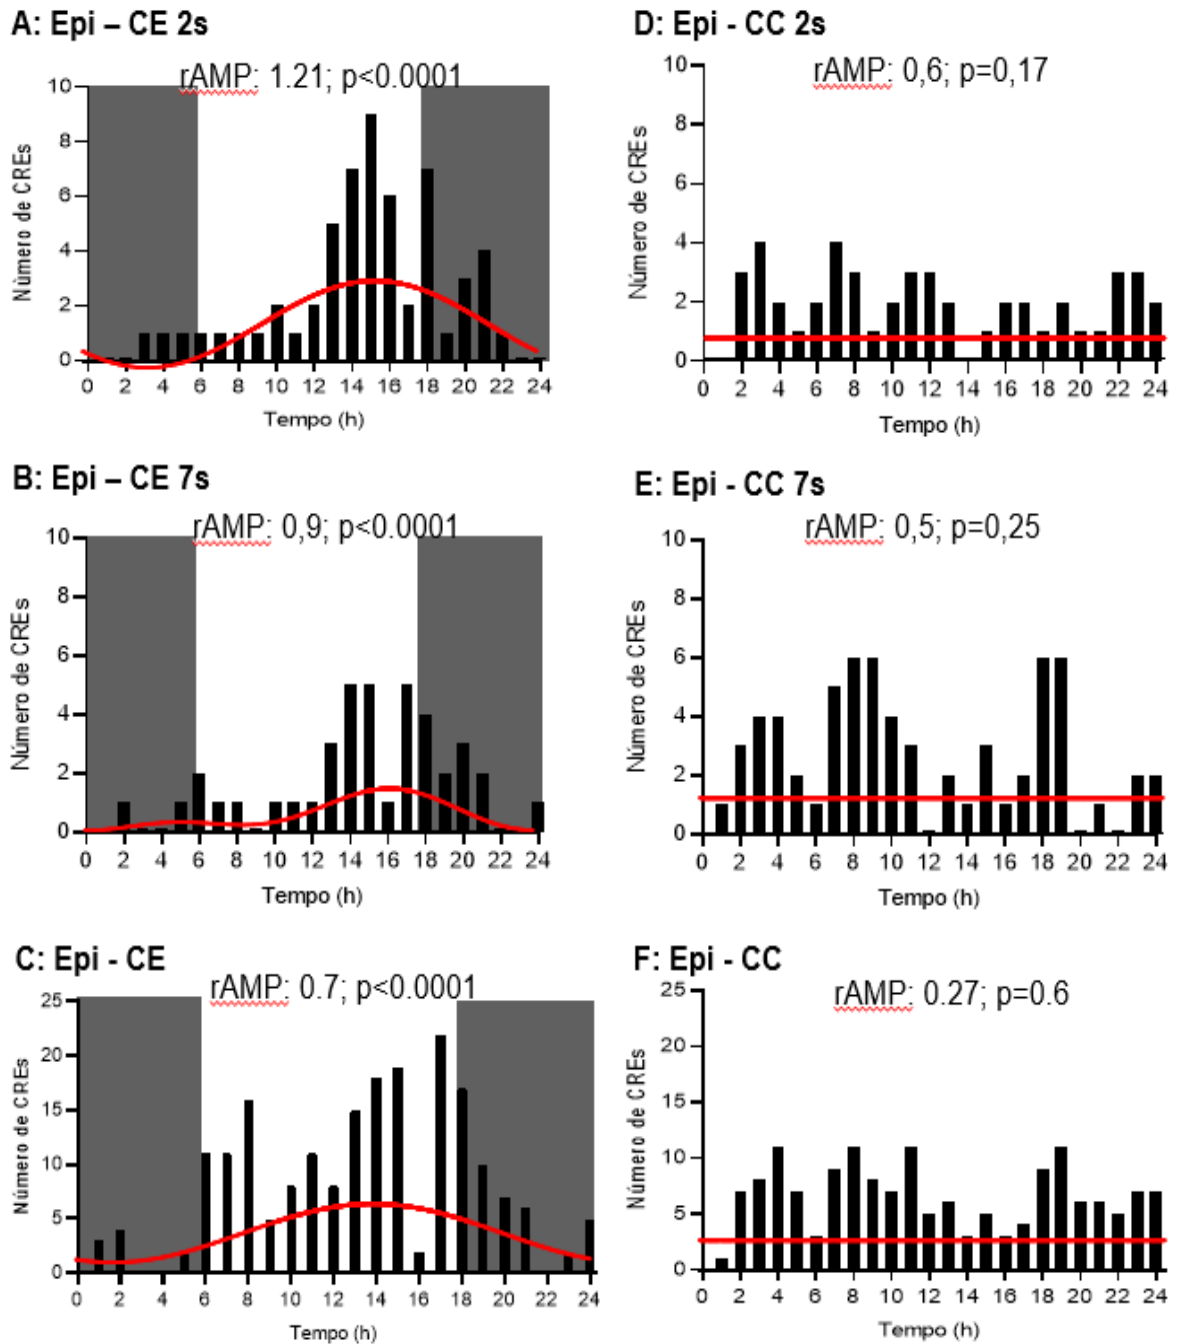 A: Epi – CE 2s
rAMP: 1.21; p<0.0001
10
8
6
4
2
0
Número de CREs
0 2 4 6 8 10 12 14 16 18 20 22 24
Tempo (h)
D: Epi - CC 2s
rAMP: 0,6; p=0,17
10
8
6
4
2
0
Número de CREs
0 2 4 6 8 10 12 14 16 18 20 22 24
Tempo (h)
B: Epi – CE 7s
rAMP: 0,9; p<0.0001
10
8
6
4
2
0
Número de CREs
0 2 4 6 8 10 12 14 16 18 20 22 24
Tempo (h)
E: Epi - CC 7s
rAMP: 0,5; p=0,25
10
8
6
4
2
0
Número de CREs
0 2 4 6 8 10 12 14 16 18 20 22 24
Tempo (h)
C: Epi - CE
rAMP: 0.7; p<0.0001
25
20
15
10
5
0
Número de CREs
0 2 4 6 8 10 12 14 16 18 20 22 24
Tempo (h)
F: Epi - CC
rAMP: 0.27; p=0.6
25
20
15
10
5
0
Número de CREs
0 2 4 6 8 10 12 14 16 18 20 22 24
Tempo (h)